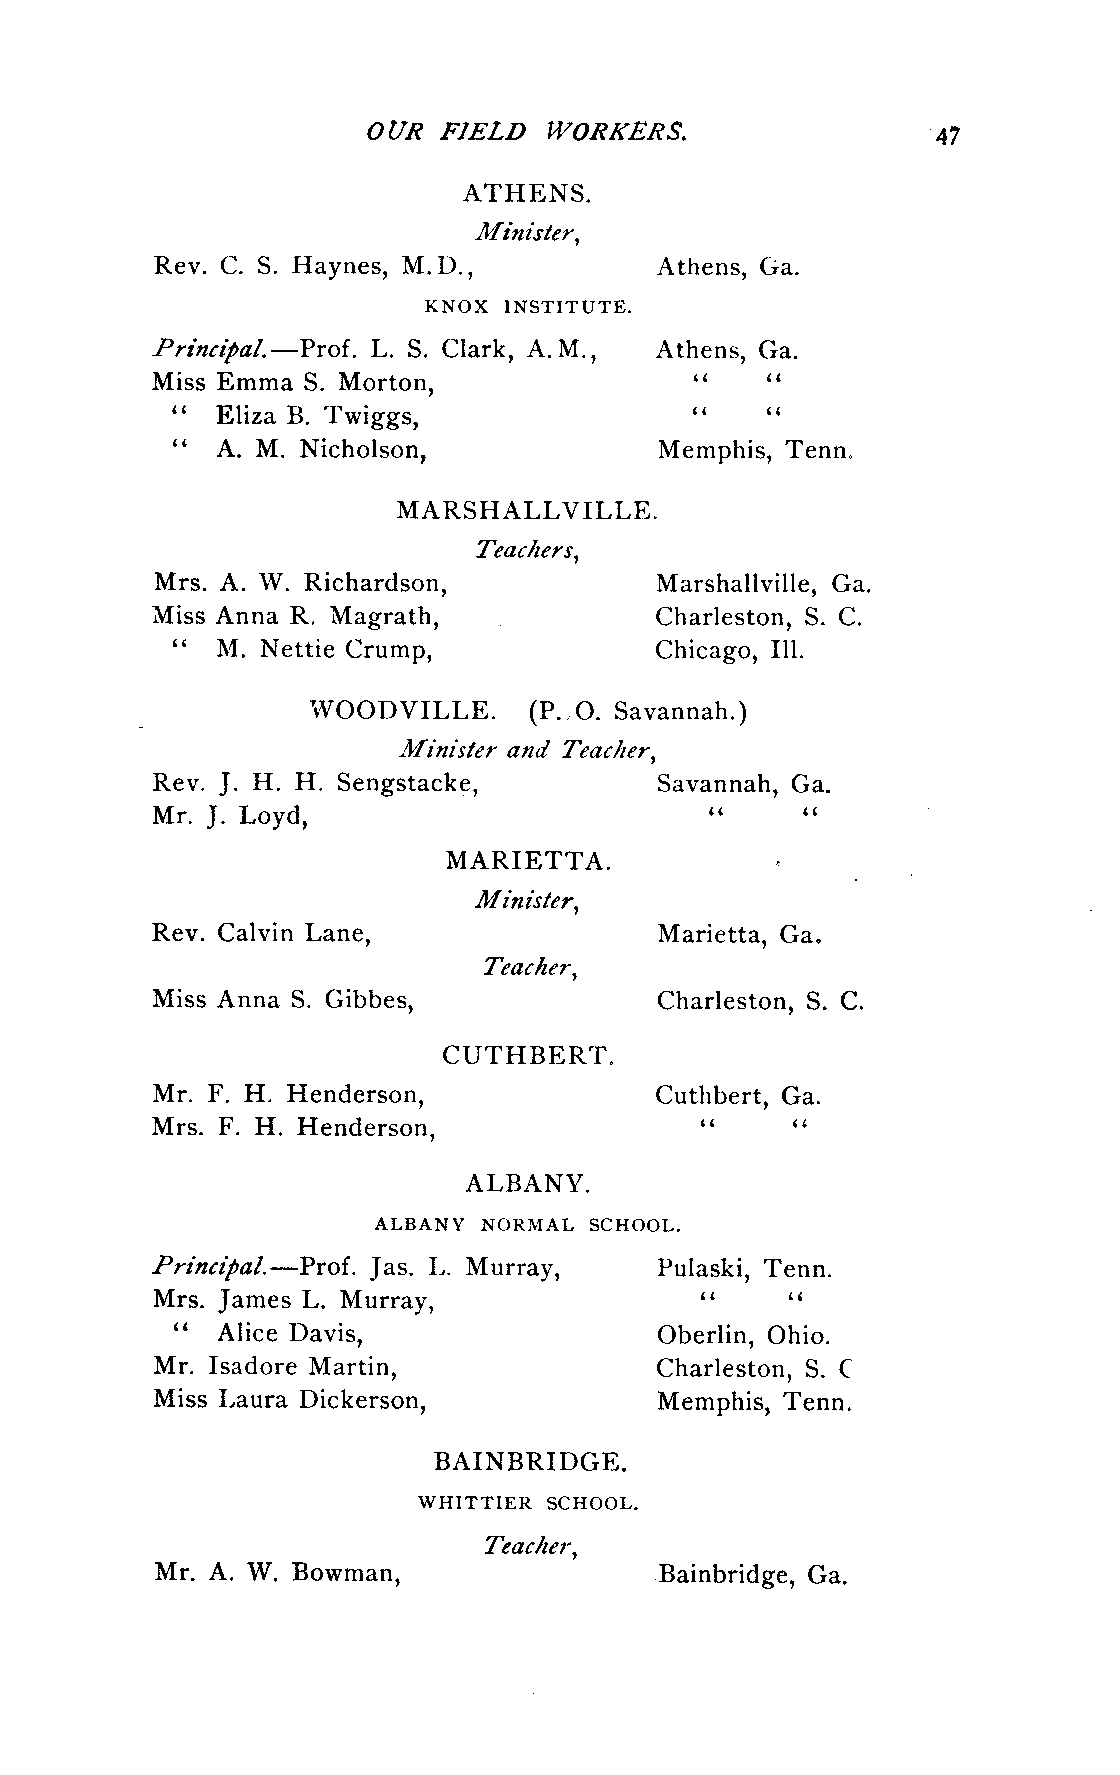 OUR FIELD WORKERS. 47
ATHENS.
Minister,
Rev. C. S. Haynes, M.D., Athens, Ga.
KNOX INSTITUTE.
Principal.—Prof. L. S. Clark, A.M., Athens, Ga.
Miss Emma S. Morton, “ “
“ Eliza B. Twiggs, “ “
“ A. M. Nicholson, Memphis, Tenn.
MARSHALLVILLE.
Teachers,
Mrs. A. W. Richardson, Marshallville, Ga.
Miss Anna R. Magrath, Charleston, S. C.
“ M. Nettie Crump, Chicago, Ill.
WOODVILLE. (P. O. Savannah.)
Minister and Teacher,
Rev. J. H. H. Sengstacke, Savannah, Ga.
Mr. J. Loyd, “ “
MARIETTA.
Minister,
Rev. Calvin Lane, Marietta, Ga.
Teacher,
Miss Anna S. Gibbes, Charleston, S. C.
CUTHBERT.
Mr. F. H. Henderson, Cuthbert, Ga.
Mrs. F. H. Henderson, “ “
ALBANY.
ALBANY NORMAL SCHOOL.
Principal.—Prof. Jas. L. Murray, Pulaski, Tenn.
Mrs. James L. Murray, “ “
“ Alice Davis, Oberlin, Ohio.
Mr. Isadore Martin, Charleston, S. C
Miss Laura Dickerson, Memphis, Tenn.
BAINBRIDGE.
WHITTIER SCHOOL.
Teacher,
Mr. A. W. Bowman, Bainbridge, Ga.